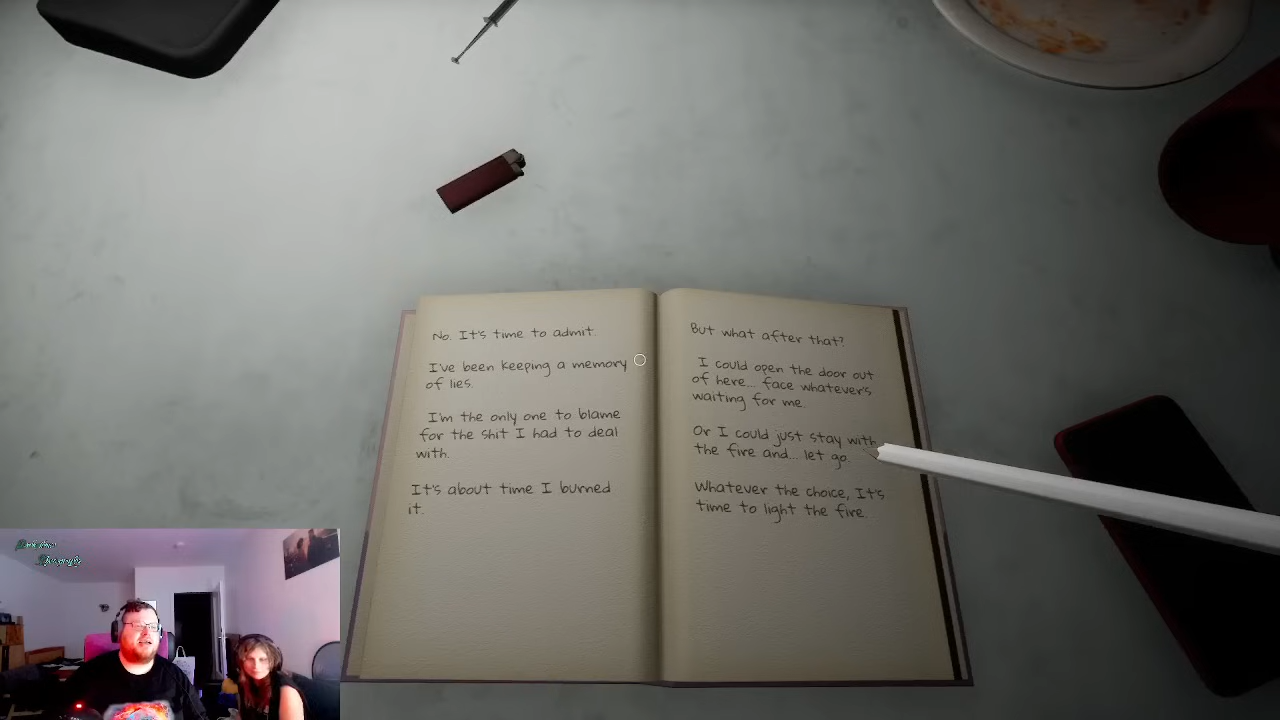 No. It's time to admit.
I've been keeping a memory
of lies.
I'm the only one to blame
for the shit I had to deal
with.
It's about time I burned
it.
But what after that?
I could open the door out
of here... face whatever's
waiting for me.
Or I could just stay with
the fire and... let go.
Whatever the choice, It's
time to light the fire.